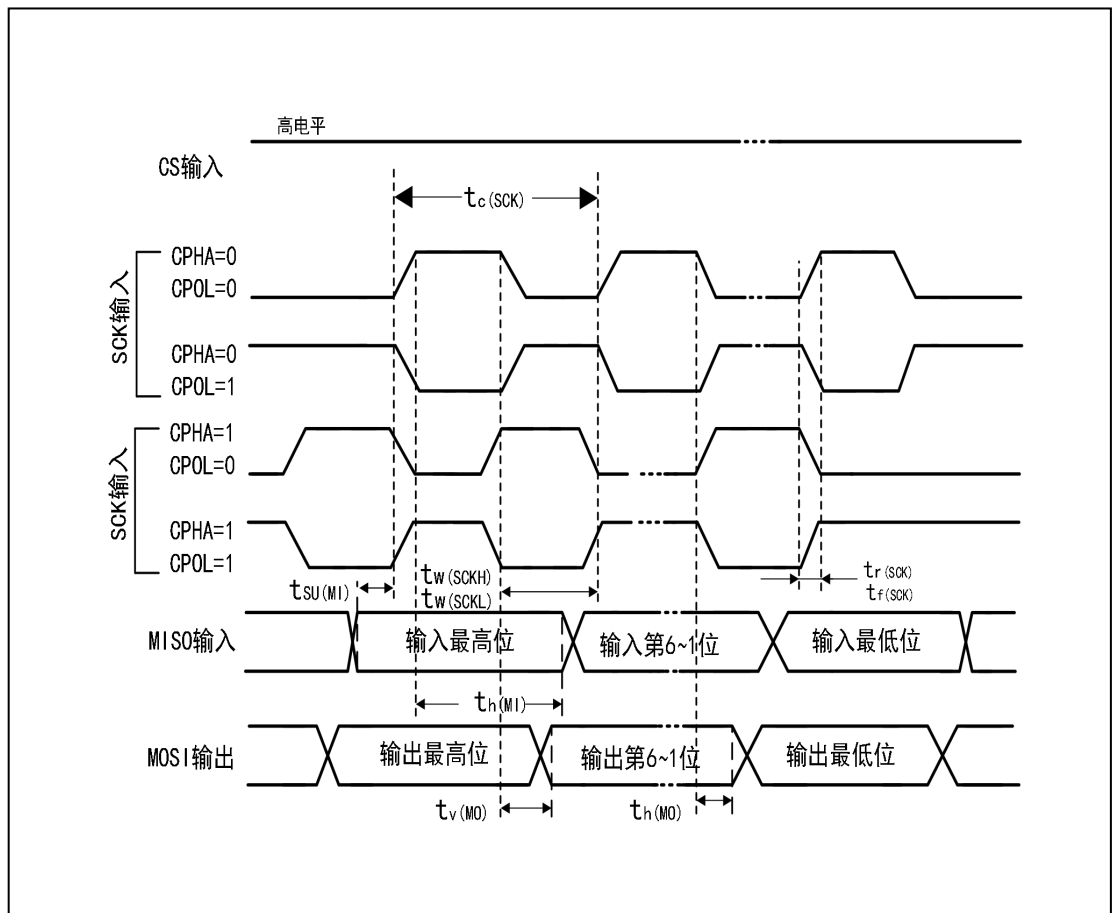 高电平
CS输入
tc(SCK)
SCK输入
CPHA=0
CPOL=0
CPHA=0
CPOL=1
SCK输入
CPHA=1
CPOL=0
CPHA=1
CPOL=1
tSU(MI)
tw(SCKH)
tw(SCKL)
tr(SCK)
tf(SCK)
MISO输入
输入最高位
输入第6~1位
输入最低位
th(MI)
MOSI输出
输出最高位
输出第6~1位
输出最低位
tv(MO)
th(MO)